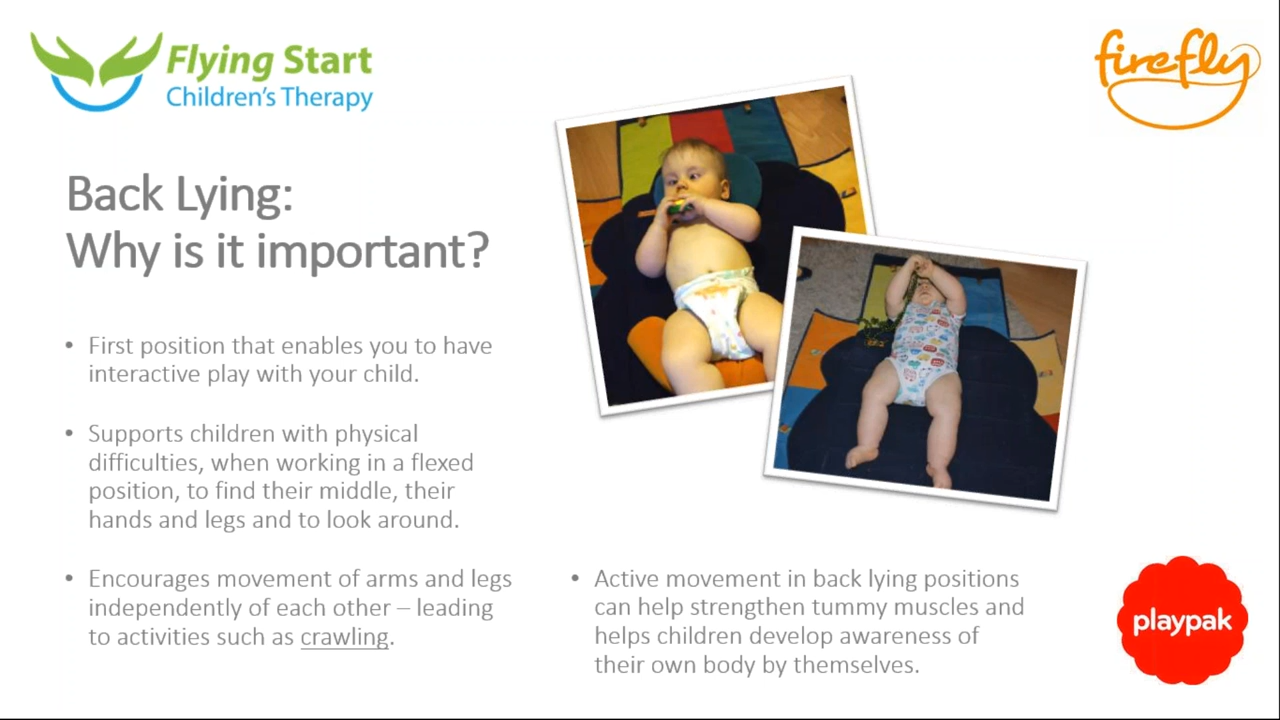 Flying Start
Children's Therapy
firefly
Back Lying:
Why is it important?
• First position that enables you to have
interactive play with your child.
• Supports children with physical
difficulties, when working in a flexed
position, to find their middle, their
hands and legs and to look around.
• Encourages movement of arms and legs
independently of each other – leading
to activities such as crawling.
• Active movement in back lying positions
can help strengthen tummy muscles and
helps children develop awareness of
their own body by themselves.
playpak